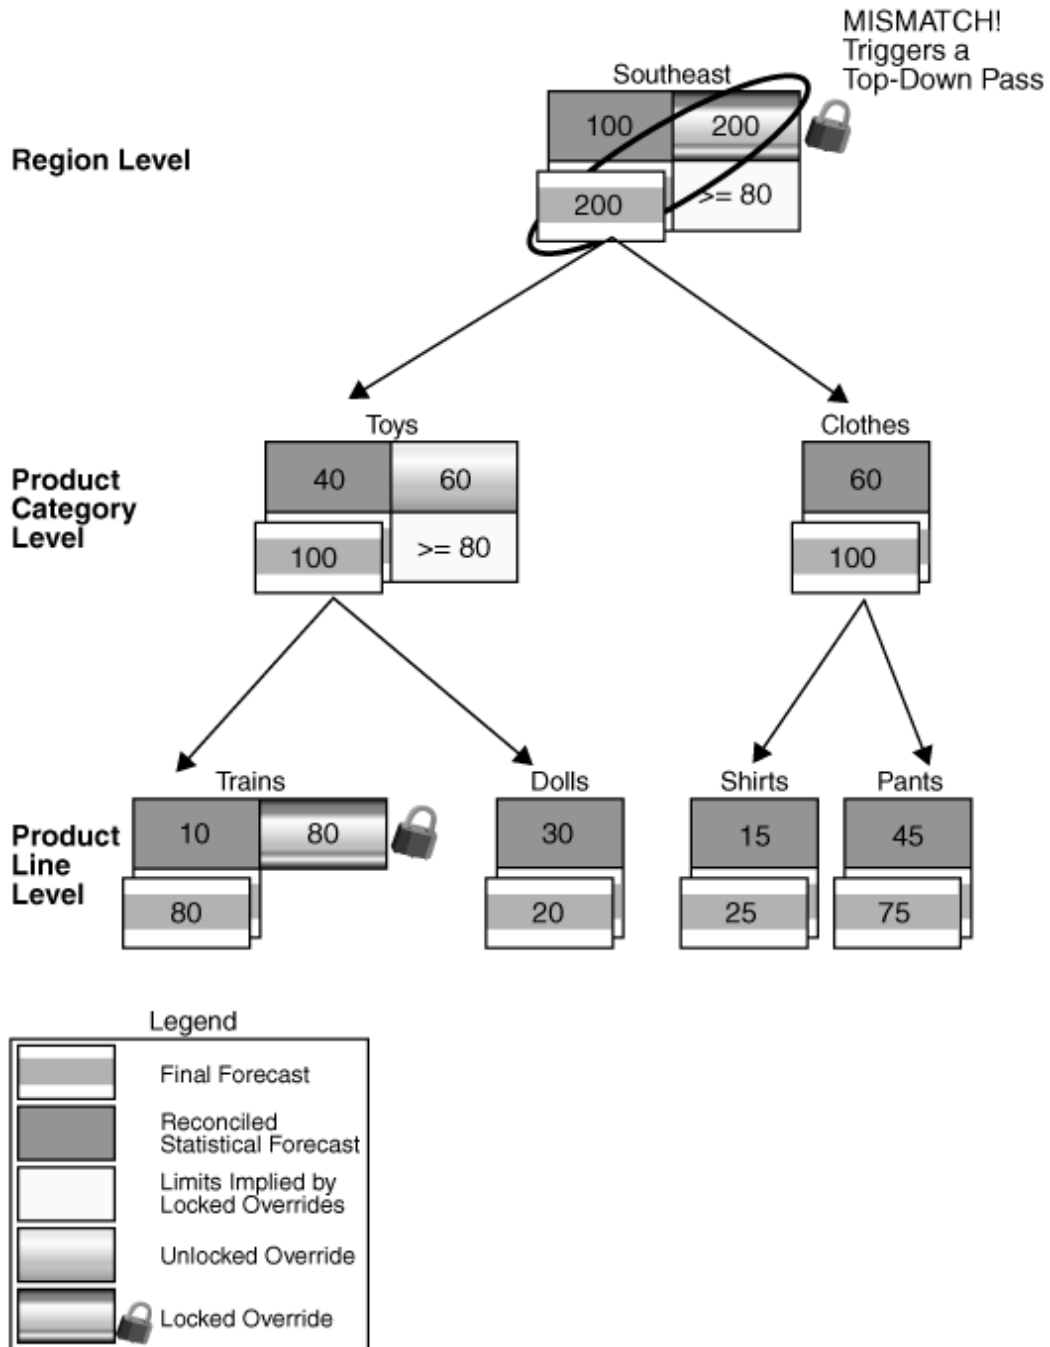 MISMATCH!
Triggers a
Top-Down Pass
Southeast
Region Level
100
200
200
>= 80
Toys
Clothes
Product
Category
Level
40
60
60
100
>= 80
100
Trains
Dolls
Shirts
Pants
Product
Line
Level
10
80
30
15
45
80
20
25
75
Legend
Final Forecast
Reconciled
Statistical Forecast
Limits Implied by
Locked Overrides
Unlocked Override
Locked Override